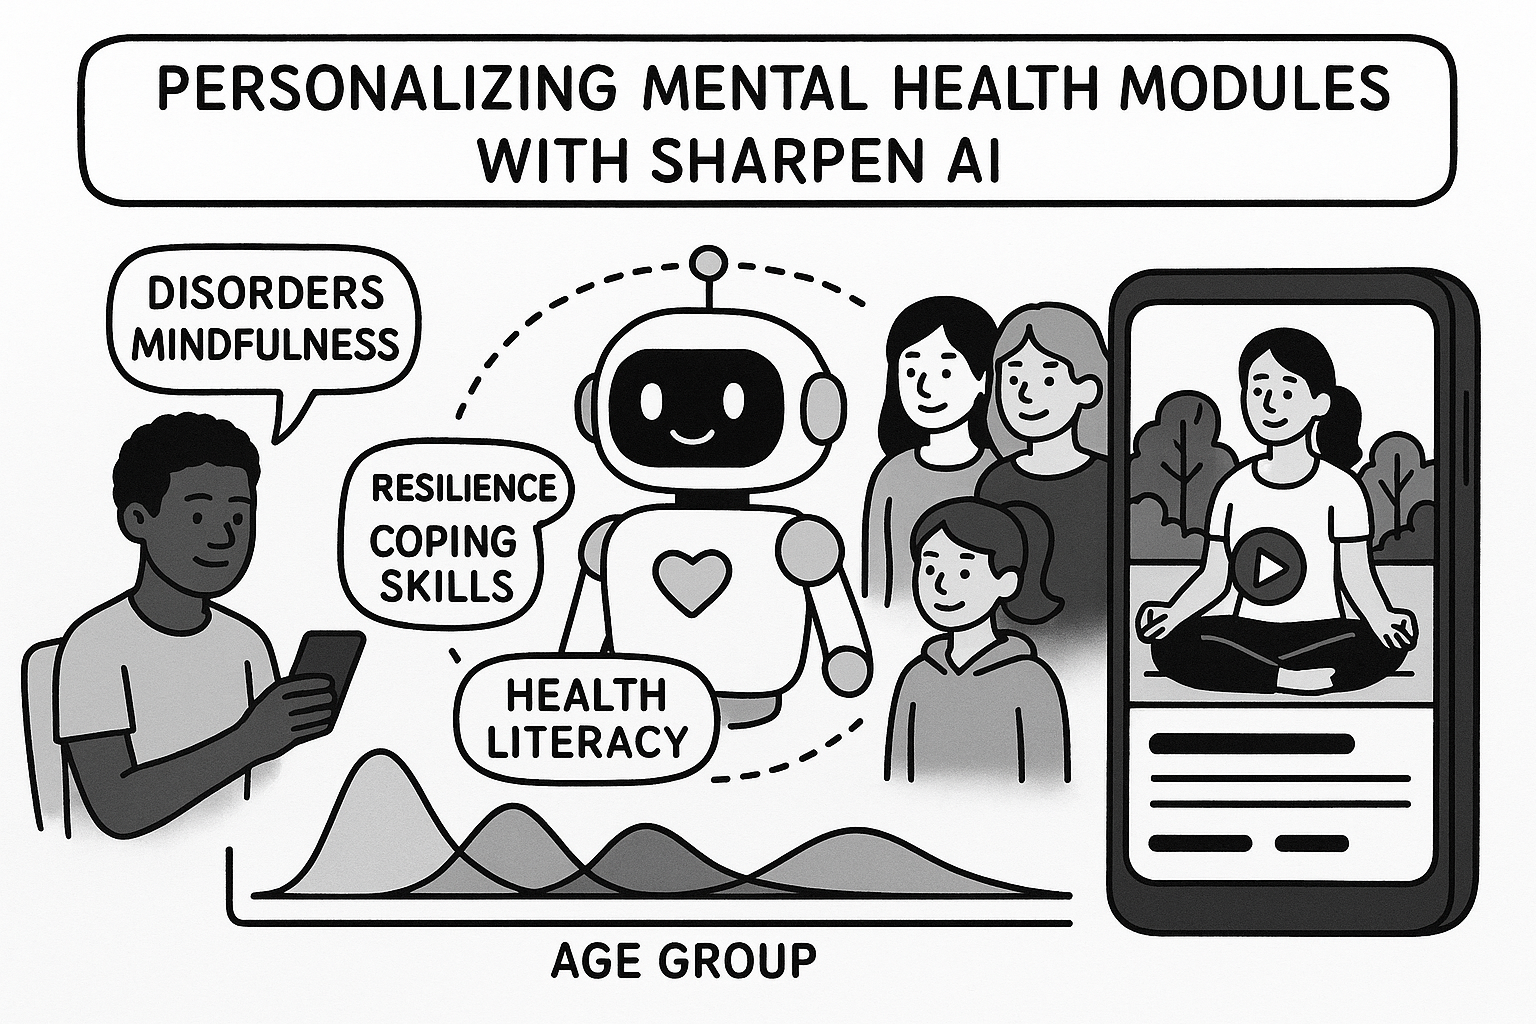 PERSONALIZING MENTAL HEALTH MODULES
WITH SHARPEN AI
DISORDERS
MINDFULNESS
RESILIENCE
COPING
SKILLS
HEALTH
LITERACY
AGE GROUP